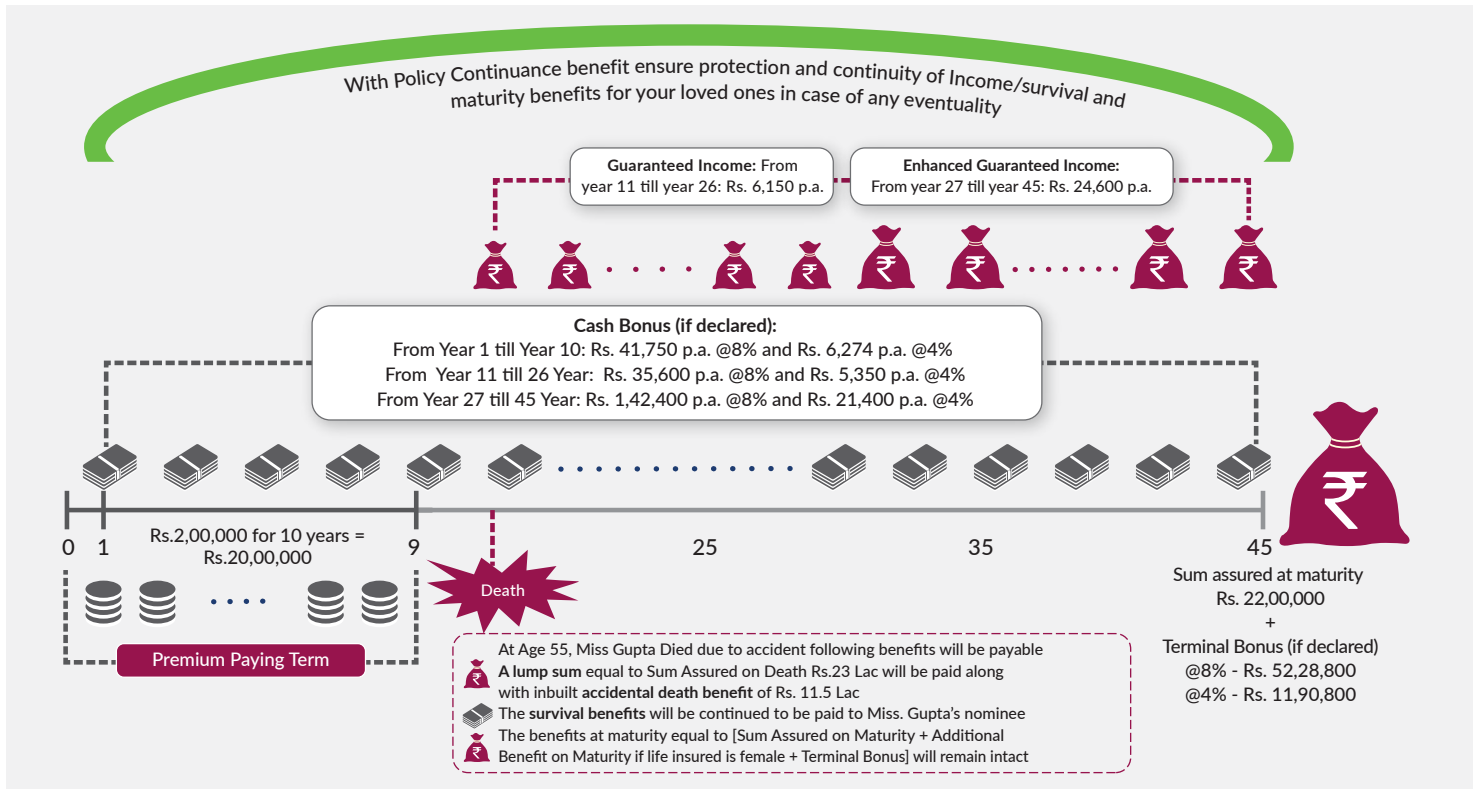 With Policy Continuance benefit ensure protection and continuity of Income/survival and
maturity benefits for your loved ones in case of any eventuality
Guaranteed Income: From
year 11 till year 26: Rs. 6,150 p.a.
Enhanced Guaranteed Income:
From year 27 till year 45: Rs. 24,600 p.a.
₹ ₹ ₹ ₹ ₹ ₹ ₹ ₹
Cash Bonus (if declared):
From Year 1 till Year 10: Rs. 41,750 p.a. @8% and Rs. 6,274 p.a. @4%
From Year 11 till 26 Year: Rs. 35,600 p.a. @8% and Rs. 5,350 p.a. @4%
From Year 27 till 45 Year: Rs. 1,42,400 p.a. @8% and Rs. 21,400 p.a. @4%
₹
0 1 9 25 35 45
Rs.2,00,000 for 10 years =
Rs.20,00,000
Premium Paying Term
Death
At Age 55, Miss Gupta Died due to accident following benefits will be payable
₹ A lump sum equal to Sum Assured on Death Rs.23 Lac will be paid along
with inbuilt accidental death benefit of Rs. 11.5 Lac
The survival benefits will be continued to be paid to Miss. Gupta's nominee
₹ The benefits at maturity equal to [Sum Assured on Maturity + Additional
Benefit on Maturity if life insured is female + Terminal Bonus] will remain intact
Sum assured at maturity
Rs. 22,00,000
+
Terminal Bonus (if declared)
@8% - Rs. 52,28,800
@4% - Rs. 11,90,800